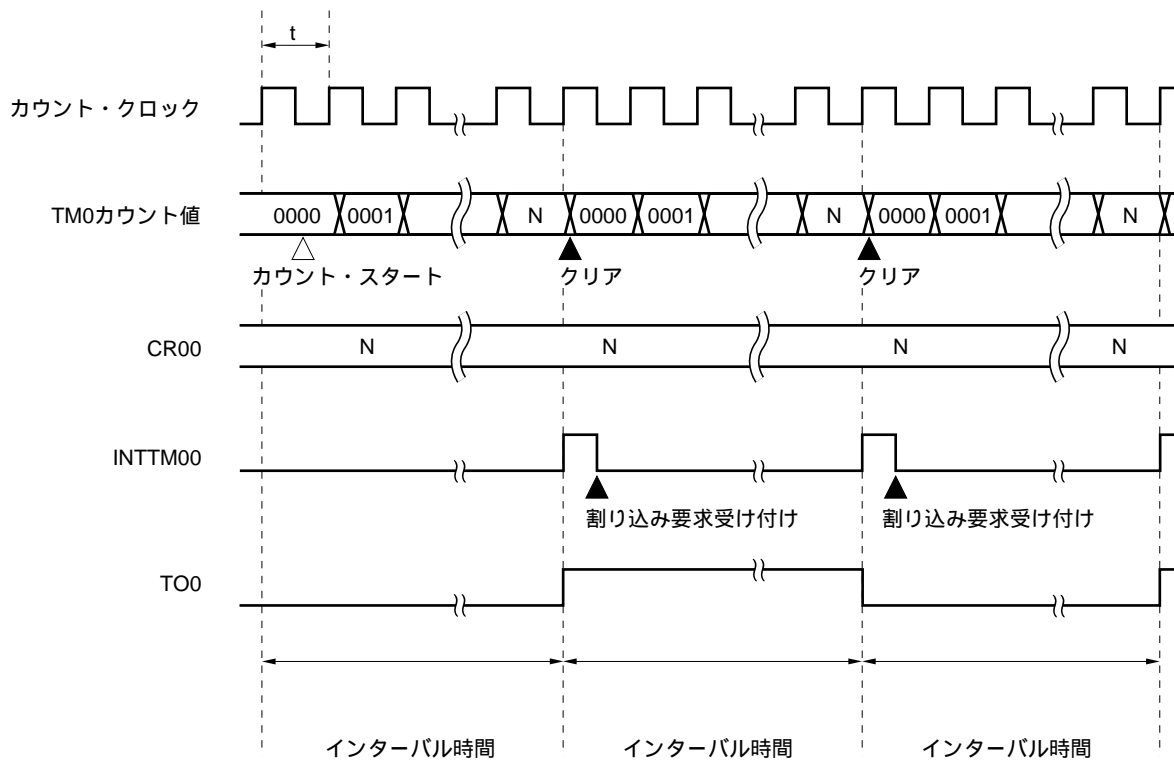 t
カウント・クロック
TM0カウント値 0000 0001 N 0000 0001 N 0000 0001 N
カウント・スタート クリア クリア
CR00 N N N N
INTTM00
割り込み要求受け付け 割り込み要求受け付け
TO0
インターバル時間 インターバル時間 インターバル時間